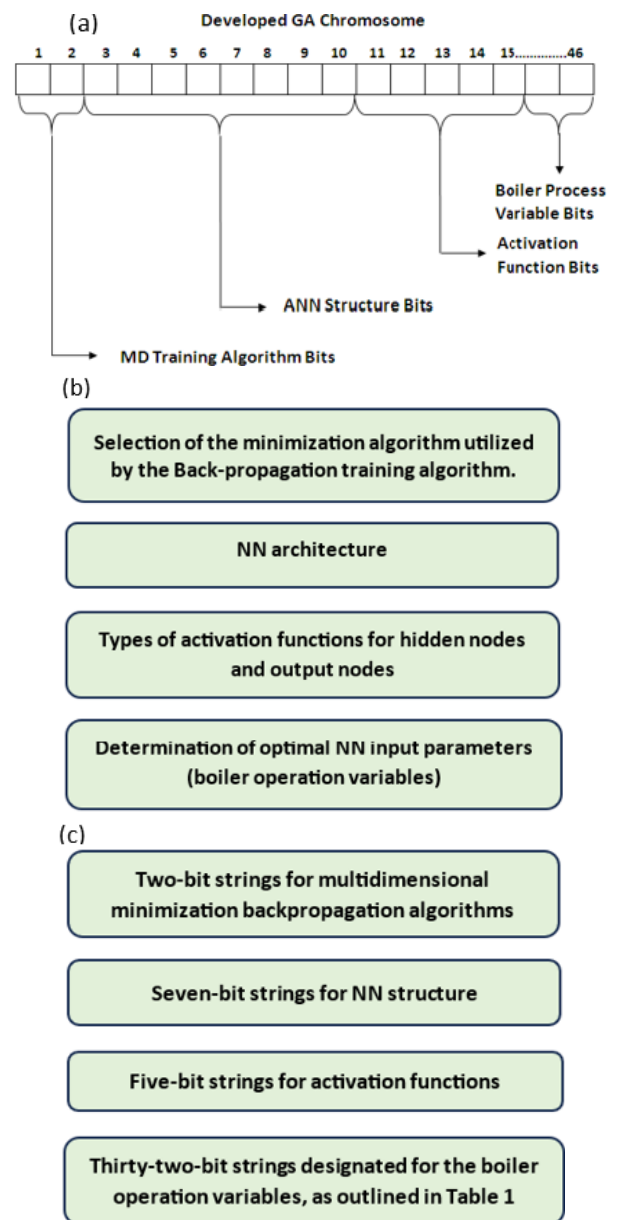 (a)
Developed GA Chromosome
1 2 3 4 5 6 7 8 9 10 11 12 13 14 15..............46
Boiler Process
Variable Bits
Activation
Function Bits
ANN Structure Bits
MD Training Algorithm Bits
(b)
Selection of the minimization algorithm utilized
by the Back-propagation training algorithm.
NN architecture
Types of activation functions for hidden nodes
and output nodes
Determination of optimal NN input parameters
(boiler operation variables)
(c)
Two-bit strings for multidimensional
minimization backpropagation algorithms
Seven-bit strings for NN structure
Five-bit strings for activation functions
Thirty-two-bit strings designated for the boiler
operation variables, as outlined in Table 1